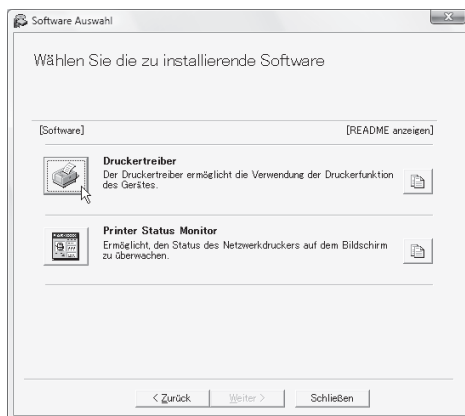 Software Auswahl
Wählen Sie die zu installierende Software
[Software] [README anzeigen]
Druckertreiber
Der Druckertreiber ermöglicht die Verwendung der Druckerfunktion
des Gerätes.
Printer Status Monitor
Ermöglicht, den Status des Netzwerkdruckers auf dem Bildschirm
zu überwachen.
< Zurück Weiter > Schließen